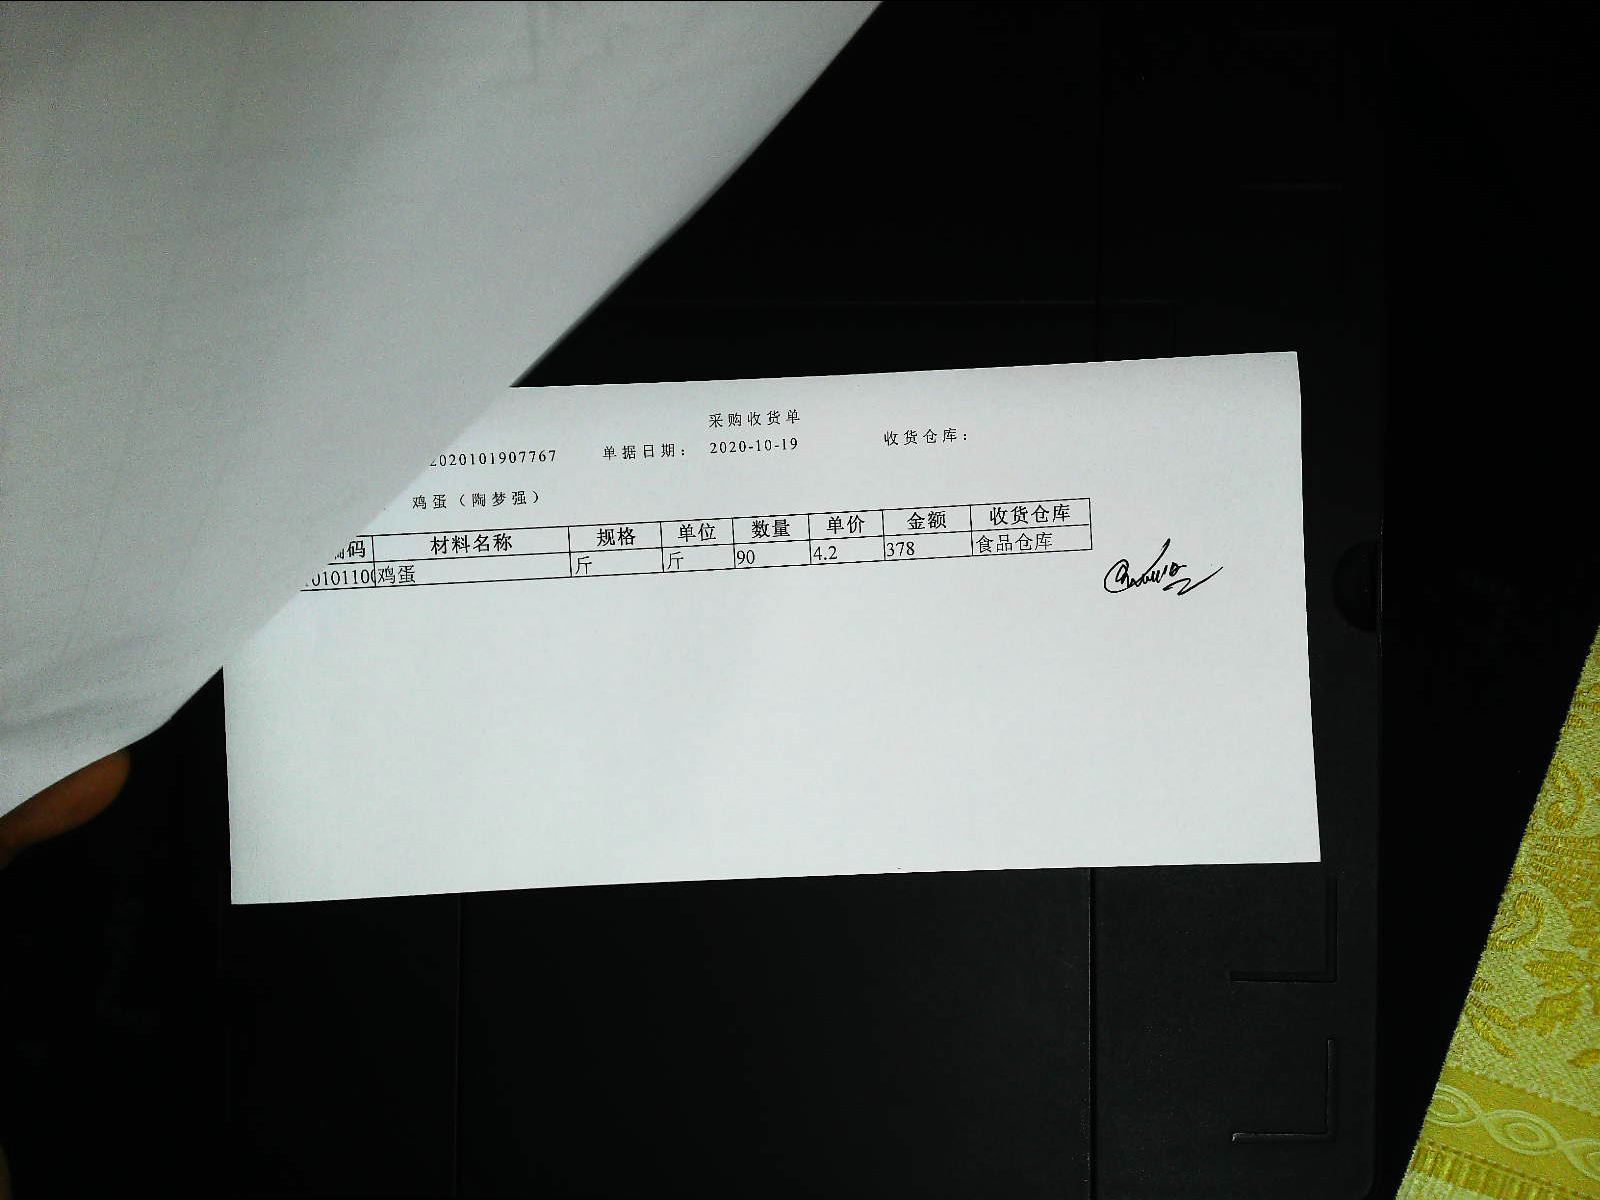 采购收货单
2020101907767 单据日期： 2020-10-19 收货仓库：
鸡蛋（陶梦强）
码 材料名称 规格 单位 数量 单价 金额 收货仓库
010110 鸡蛋 斤 斤 90 4.2 378 食品仓库